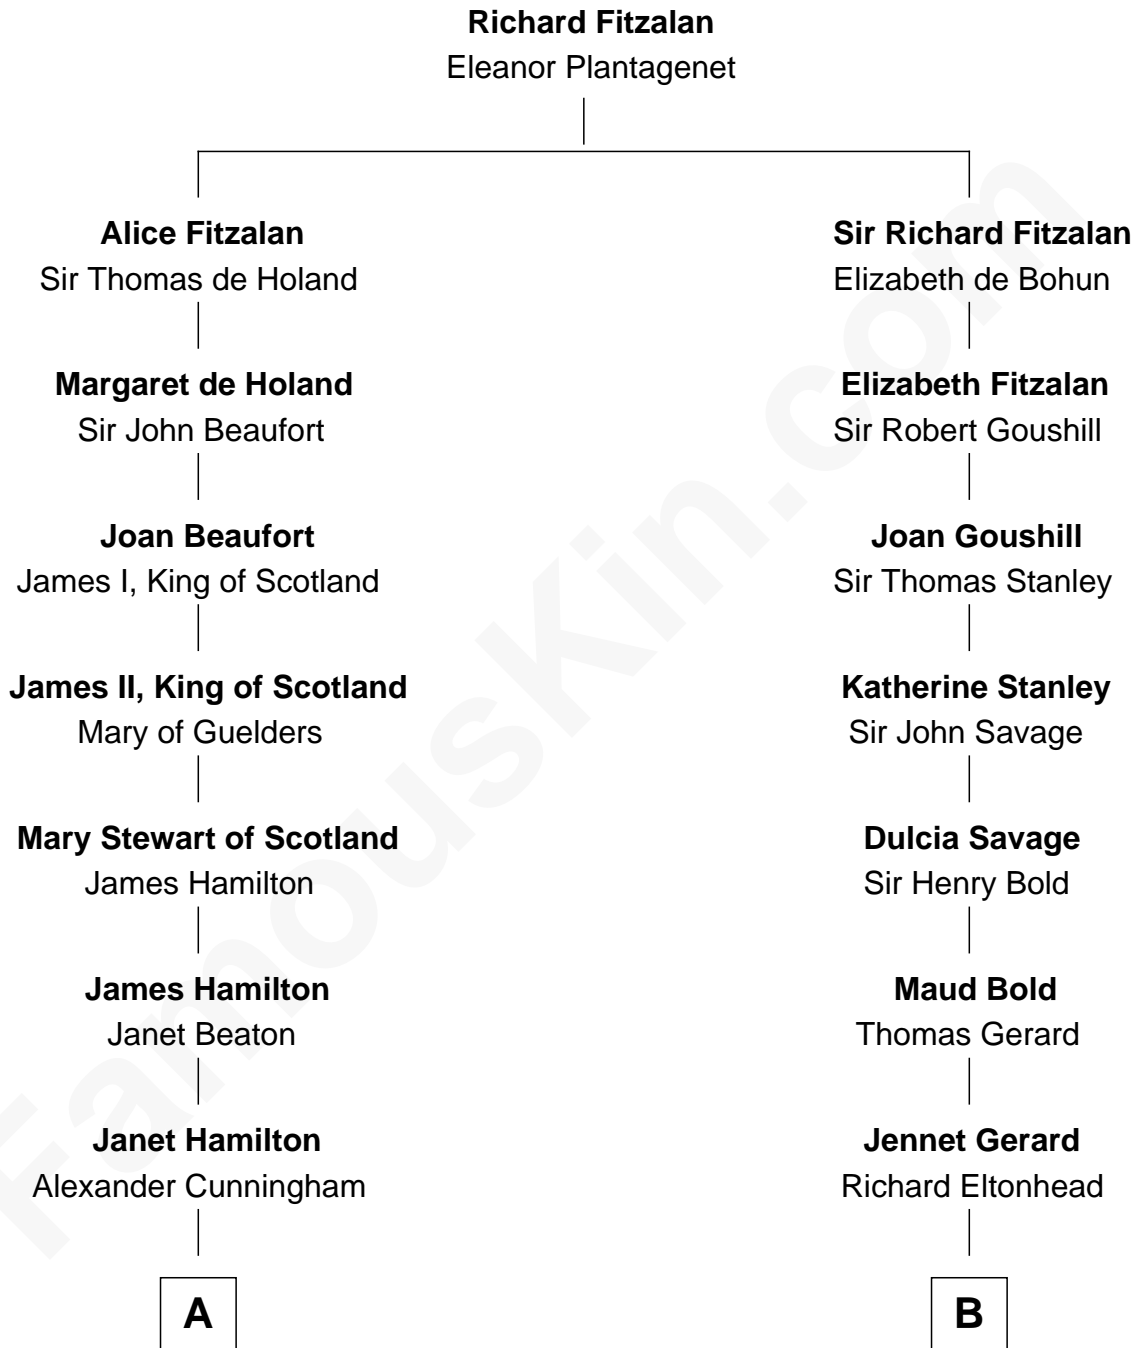 Richard Fitzalan
Eleanor Plantagenet
Alice Fitzalan
Sir Thomas de Holand
Sir Richard Fitzalan
Elizabeth de Bohun
Margaret de Holand
Sir John Beaufort
Elizabeth Fitzalan
Sir Robert Goushill
Joan Beaufort
James I, King of Scotland
Joan Goushill
Sir Thomas Stanley
James II, King of Scotland
Mary of Guelders
Katherine Stanley
Sir John Savage
Mary Stewart of Scotland
James Hamilton
Dulcia Savage
Sir Henry Bold
James Hamilton
Janet Beaton
Maud Bold
Thomas Gerard
Janet Hamilton
Alexander Cunningham
Jennet Gerard
Richard Eltonhead
A
B
FamousKin.com